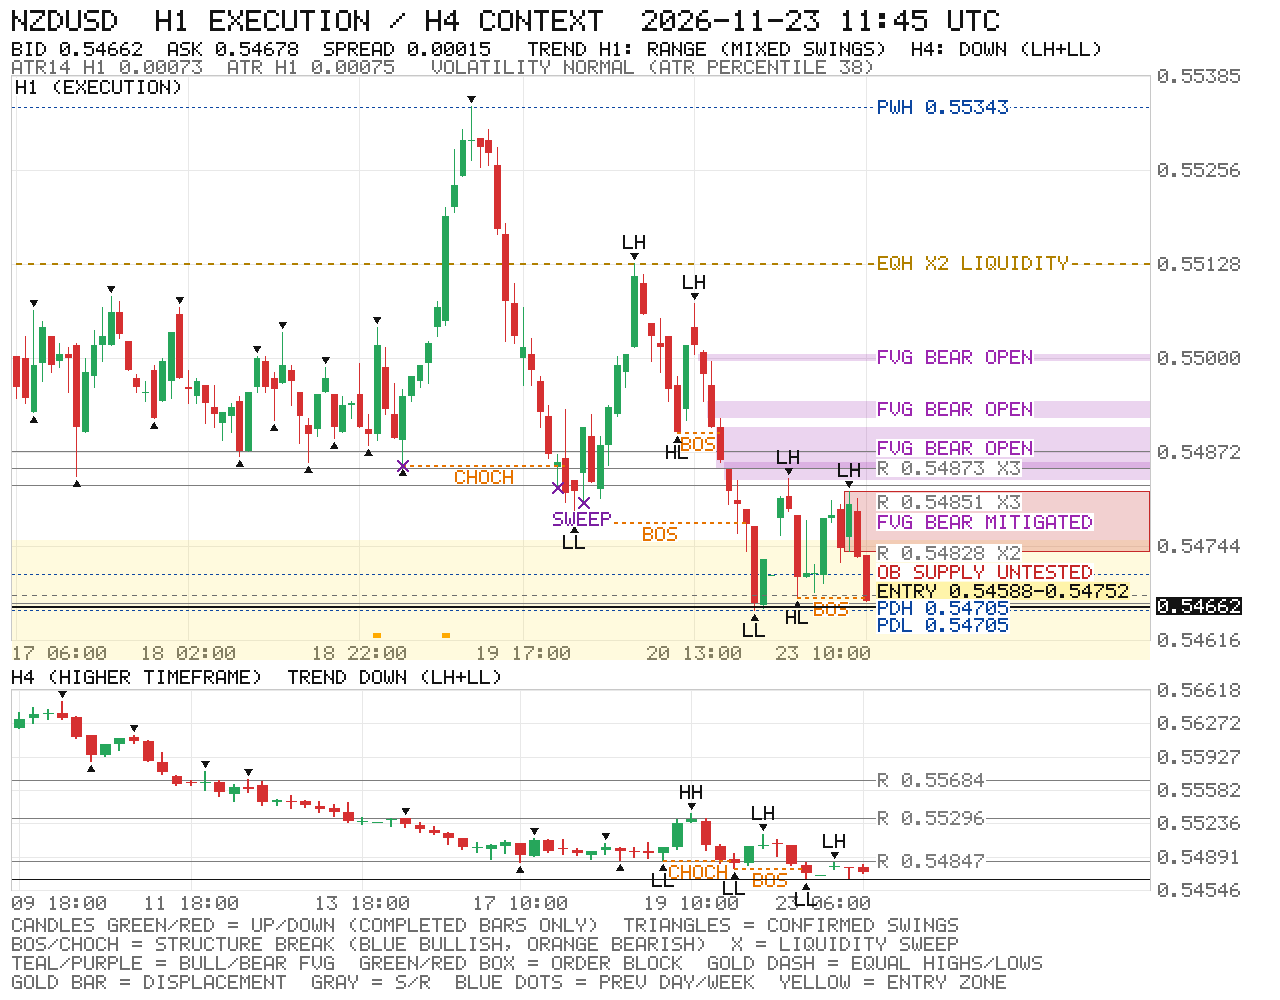 NZDUSD  H1 EXECUTION / H4 CONTEXT  2026-11-23 11:45 UTC
BID 0.54662  ASK 0.54678  SPREAD 0.00015   TREND H1: RANGE (MIXED SWINGS)  H4: DOWN (LH+LL)
ATR14 H1 0.00073  ATR H1 0.00075   VOLATILITY NORMAL (ATR PERCENTILE 38)
H1 (EXECUTION)
0.55385
PWH 0.55343
0.55256
LH
EQH X2 LIQUIDITY
0.55128
LH
FVG BEAR OPEN
0.55000
FVG BEAR OPEN
BOS
HL
FVG BEAR OPEN
0.54872
LH
R 0.54873 X3
LH
CHOCH
R 0.54851 X3
SWEEP
FVG BEAR MITIGATED
BOS
LL
0.54744
R 0.54828 X2
OB SUPPLY UNTESTED
ENTRY 0.54588-0.54752
0.54662
BOS
PDH 0.54705
HL
LL
PDL 0.54705
0.54616
17 06:00  18 02:00  18 22:00  19 17:00  20 13:00  23 10:00
H4 (HIGHER TIMEFRAME)  TREND DOWN (LH+LL)
0.56618
0.56272
0.55927
R 0.55684
0.55582
HH
LH
R 0.55296
0.55236
LH
R 0.54847
0.54891
CHOCH
BOS
LL
LL
LL
0.54546
09 18:00  11 18:00  13 18:00  17 10:00  19 10:00  23 06:00
CANDLES GREEN/RED = UP/DOWN (COMPLETED BARS ONLY)  TRIANGLES = CONFIRMED SWINGS
BOS/CHOCH = STRUCTURE BREAK (BLUE BULLISH, ORANGE BEARISH)  X = LIQUIDITY SWEEP
TEAL/PURPLE = BULL/BEAR FVG  GREEN/RED BOX = ORDER BLOCK  GOLD DASH = EQUAL HIGHS/LOWS
GOLD BAR = DISPLACEMENT  GRAY = S/R  BLUE DOTS = PREV DAY/WEEK  YELLOW = ENTRY ZONE